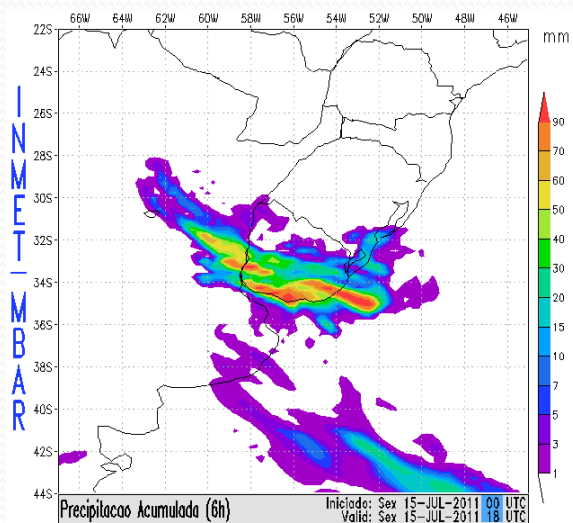 66W 64W 62W 60W 58W 56W 54W 52W 50W 48W 46W
mm
22S
24S
26S
28S
30S
32S
34S
36S
38S
40S
42S
44S
90
70
60
50
40
30
20
15
10
7
5
3
1
INMET_MBAR
Precipitacao Acumulada (6h)
Iniciado: Sex 15-JUL-2011 00 UTC
Valid: Sex 15-JUL-2011 18 UTC